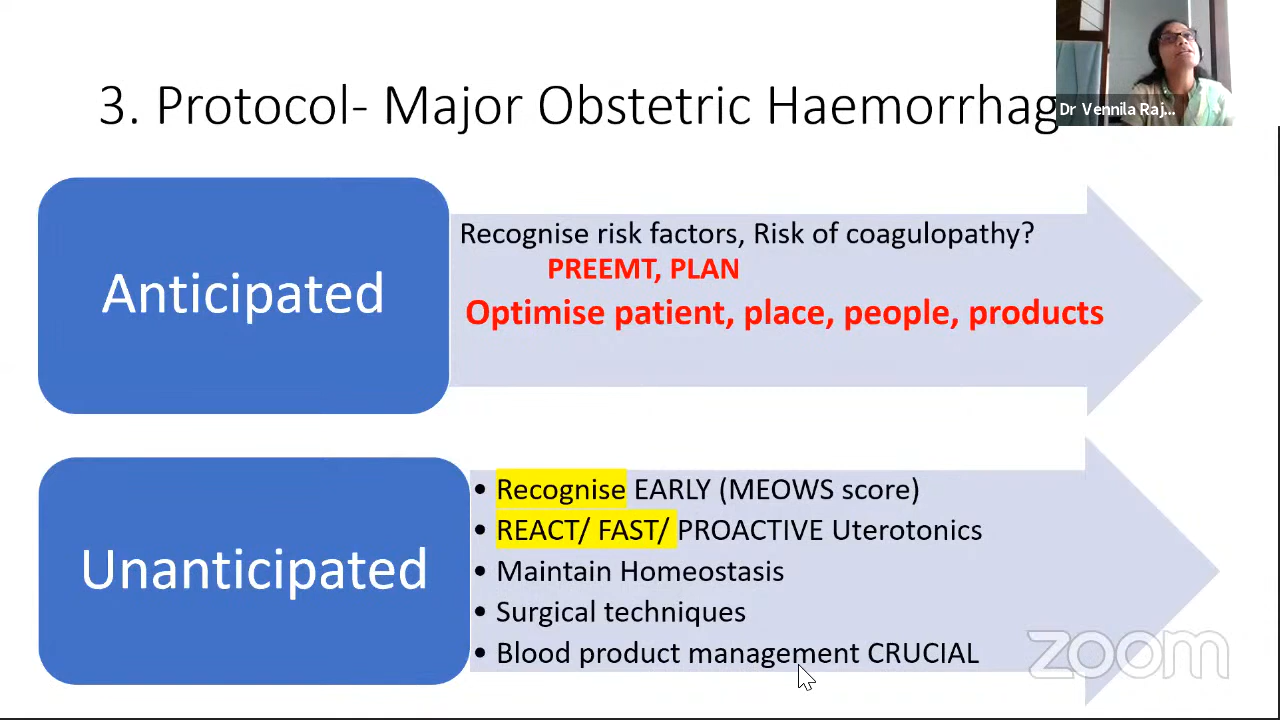 3. Protocol- Major Obstetric Haemorrhag
Dr Vennila Raj...
Anticipated
Recognise risk factors, Risk of coagulopathy?
PREEMT, PLAN
Optimise patient, place, people, products
Unanticipated
• Recognise EARLY (MEOWS score)
• REACT/ FAST/ PROACTIVE Uterotonics
• Maintain Homeostasis
• Surgical techniques
• Blood product management CRUCIAL
zoom